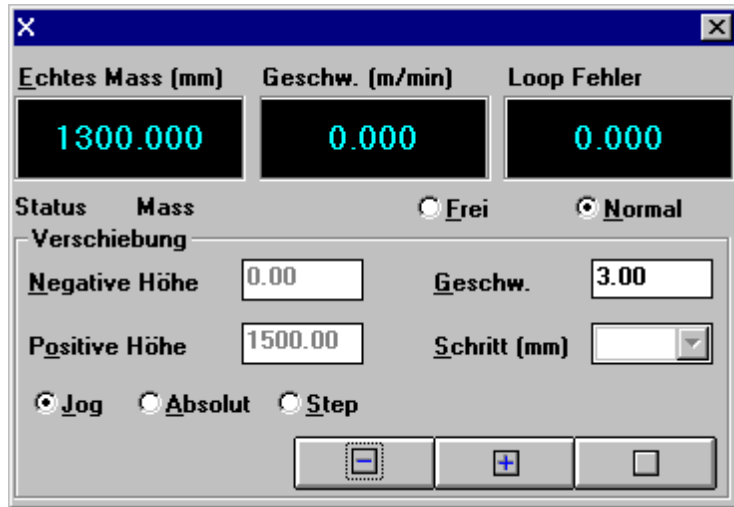 X
Echtes Mass (mm) Geschw. (m/min) Loop Fehler
1300.000 0.000 0.000
Status Mass Frei Normal
Verschiebung
Negative Höhe 0.00 Geschw. 3.00
Positive Höhe 1500.00 Schritt (mm)
Jog Absolut Step